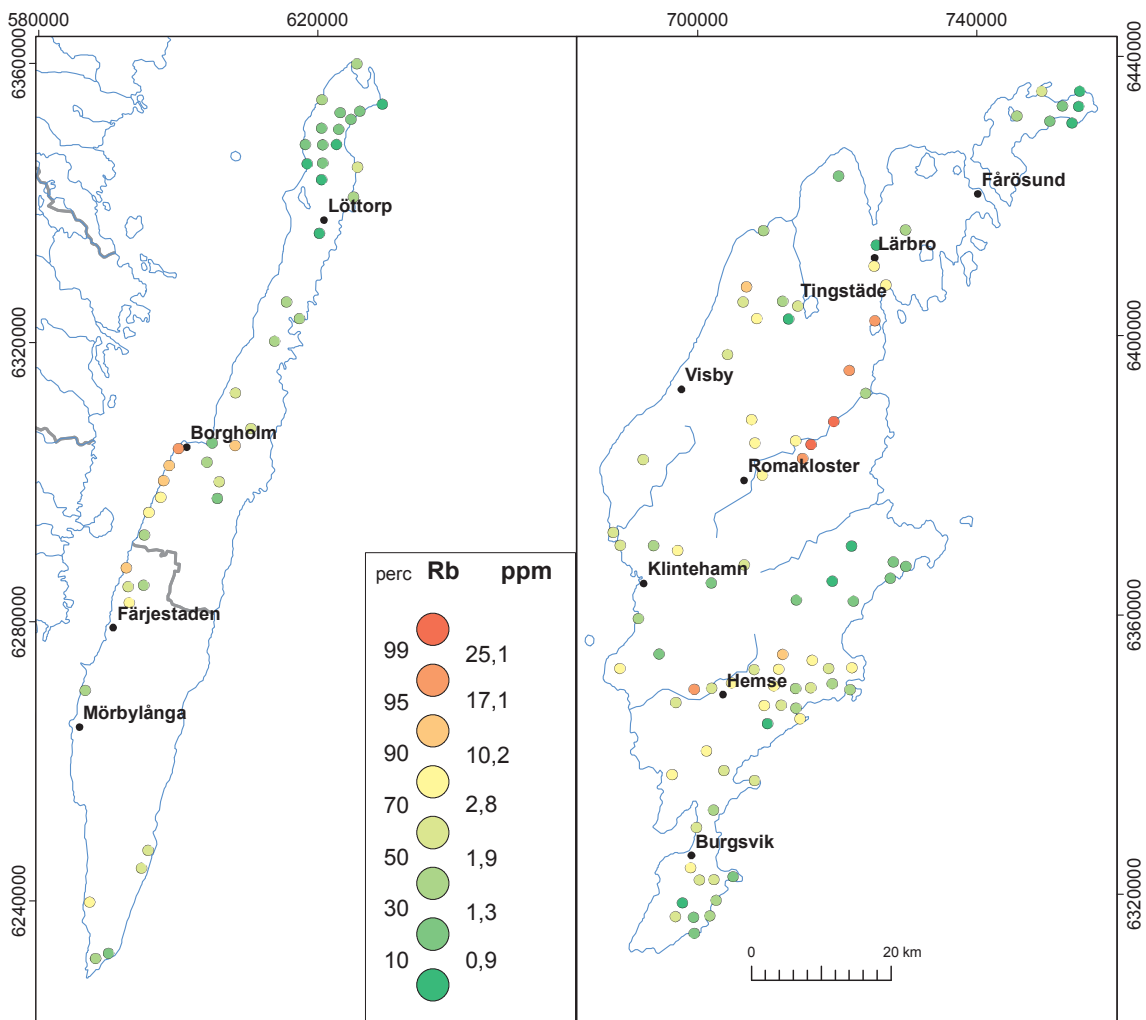 580000
620000
700000
740000
6360000
6320000
6280000
6240000
6440000
6400000
6360000
6320000
Löttorp
Borgholm
Färjestaden
Mörbylånga
Fårösund
Lärbro
Tingstäde
Visby
Romakloster
Klintehamn
Hemse
Burgsvik
perc Rb ppm
99 25,1
95 17,1
90 10,2
70 2,8
50 1,9
30 1,3
10 0,9
0 20 km